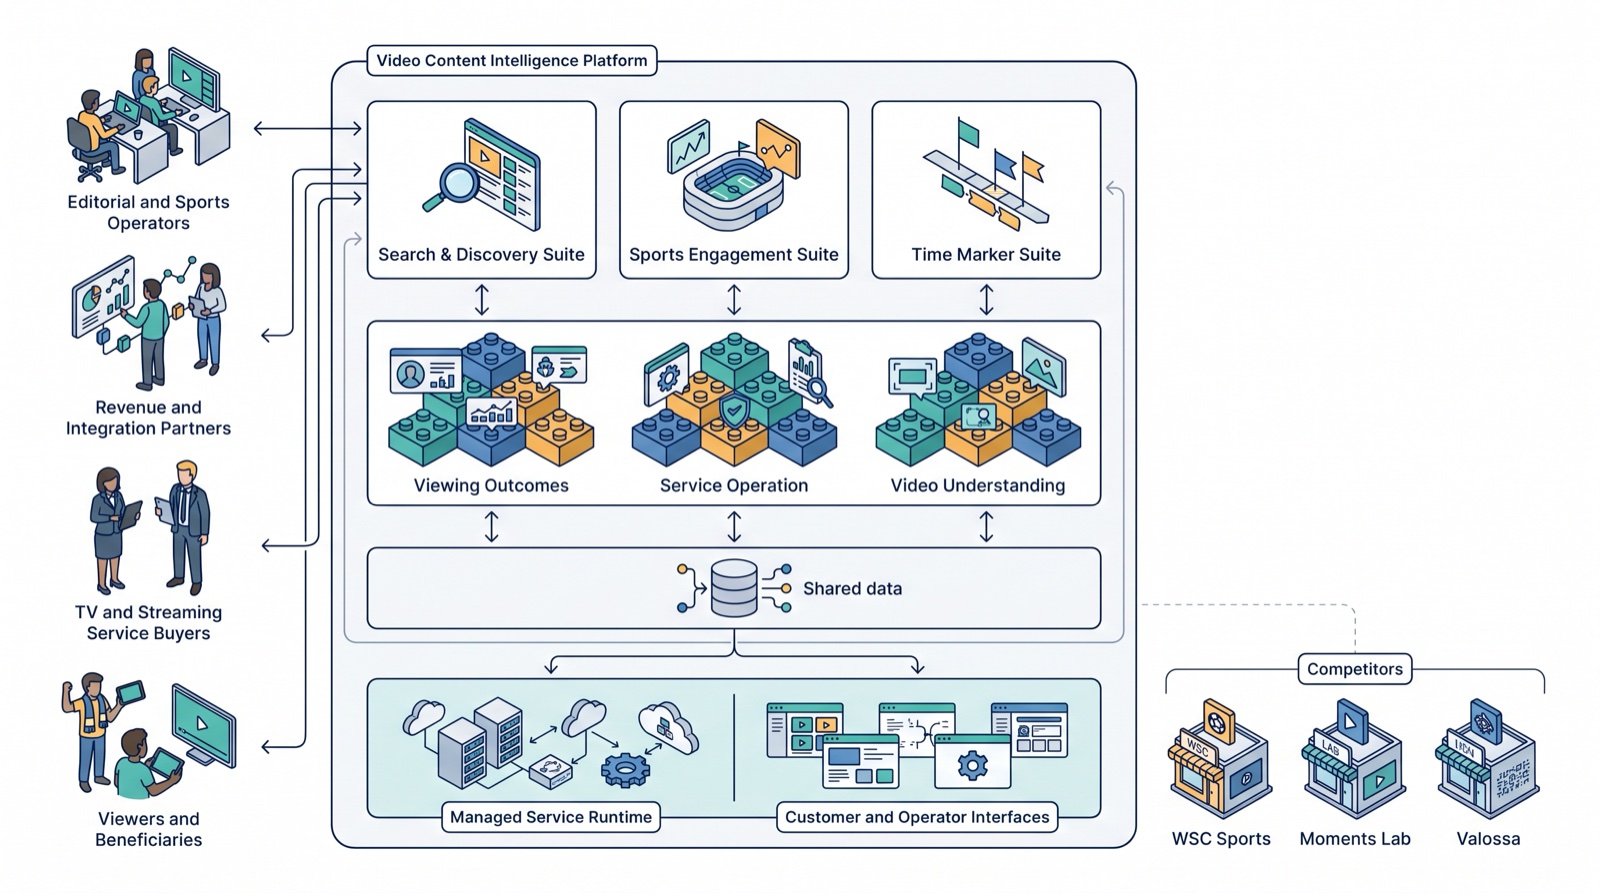 Video Content Intelligence Platform
Editorial and Sports
Operators
Revenue and
Integration Partners
TV and Streaming
Service Buyers
Viewers and
Beneficiaries
Search & Discovery Suite
Sports Engagement Suite
Time Marker Suite
Viewing Outcomes
Service Operation
Video Understanding
Shared data
Managed Service Runtime
Customer and Operator Interfaces
Competitors
WSC
LAB
WSC Sports
Moments Lab
Valossa